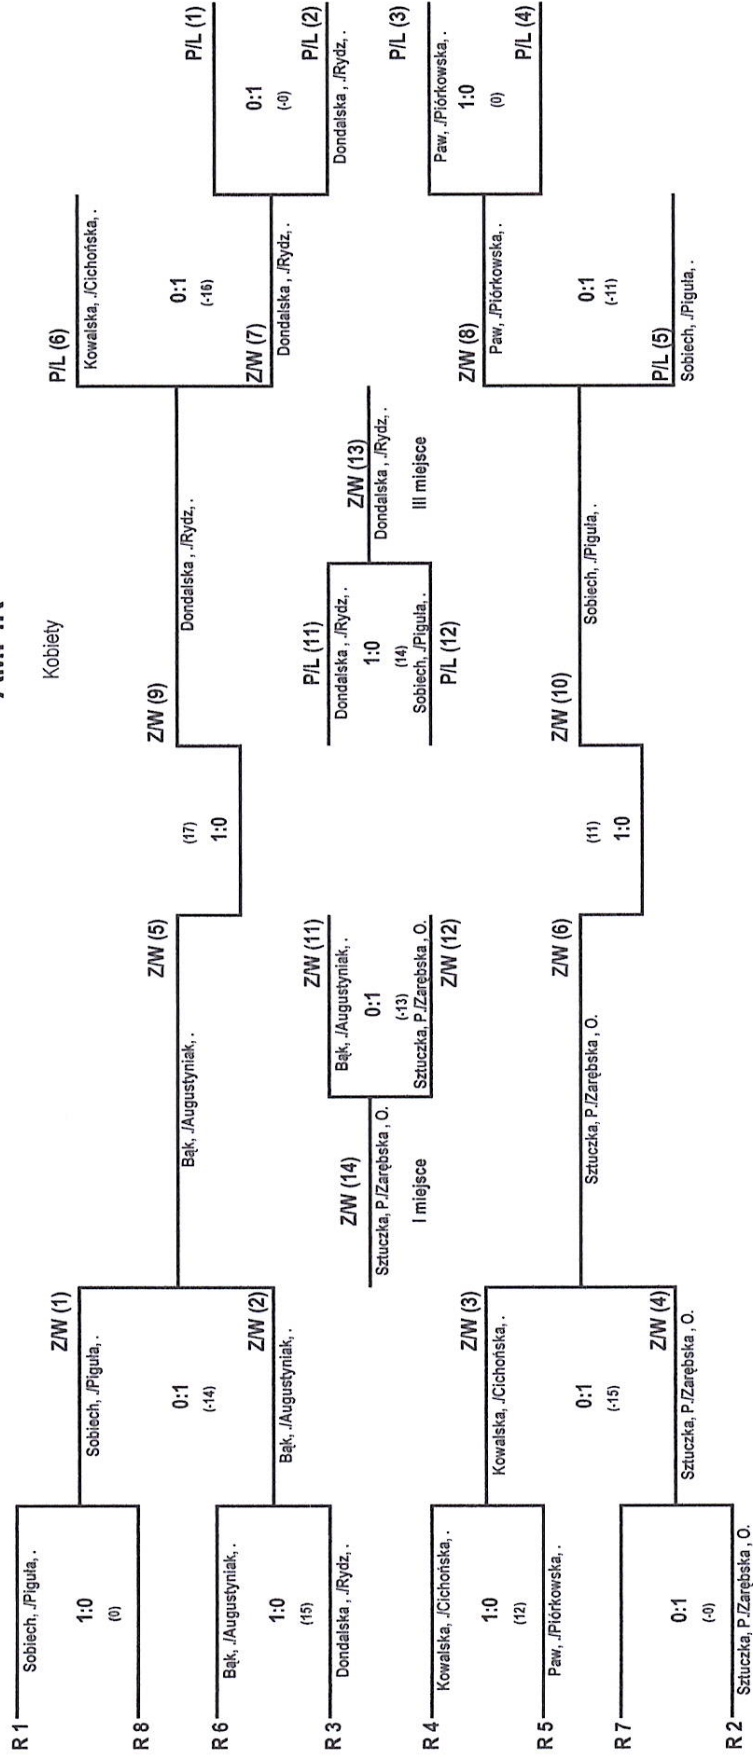 Kobiety
R 1
Sobiech, ./Piguła, .
1:0
(0)
R 8
R 6
Bąk, ./Augustyniak, .
1:0
(15)
Dondalska , ./Rydz, .
R 3
R 4
Kowalska, ./Cichońska, .
1:0
(12)
R 5
Paw, ./Piórkowska, .
R 7
0:1
(-0)
R 2
Sztuczka, P./Zarębska , O.
Z/W (1)
Sobiech, ./Piguła, .
0:1
(-14)
Z/W (2)
Bąk, ./Augustyniak, .
Z/W (3)
Kowalska, ./Cichońska, .
0:1
(-15)
Z/W (4)
Sztuczka, P./Zarębska , O.
Z/W (5)
Bąk, ./Augustyniak, .
Z/W (14)
Sztuczka, P./Zarębska , O.
I miejsce
Z/W (11)
Bąk, ./Augustyniak, .
0:1
(-13)
Sztuczka, P./Zarębska , O.
Z/W (12)
Z/W (6)
Sztuczka, P./Zarębska , O.
(17)
1:0
(11)
1:0
Z/W (9)
Dondalska , ./Rydz, .
P/L (11)
Dondalska , ./Rydz, .
1:0
(14)
Sobiech, ./Piguła, .
P/L (12)
Z/W (13)
Dondalska , ./Rydz, .
III miejsce
Z/W (10)
Sobiech, ./Piguła, .
P/L (6)
Kowalska, ./Cichońska, .
0:1
(-16)
Z/W (7)
Dondalska , ./Rydz, .
Z/W (8)
Paw, ./Piórkowska, .
0:1
(-11)
P/L (5)
Sobiech, ./Piguła, .
P/L (1)
0:1
(-0)
P/L (2)
Dondalska , ./Rydz, .
P/L (3)
Paw, ./Piórkowska, .
1:0
(0)
P/L (4)